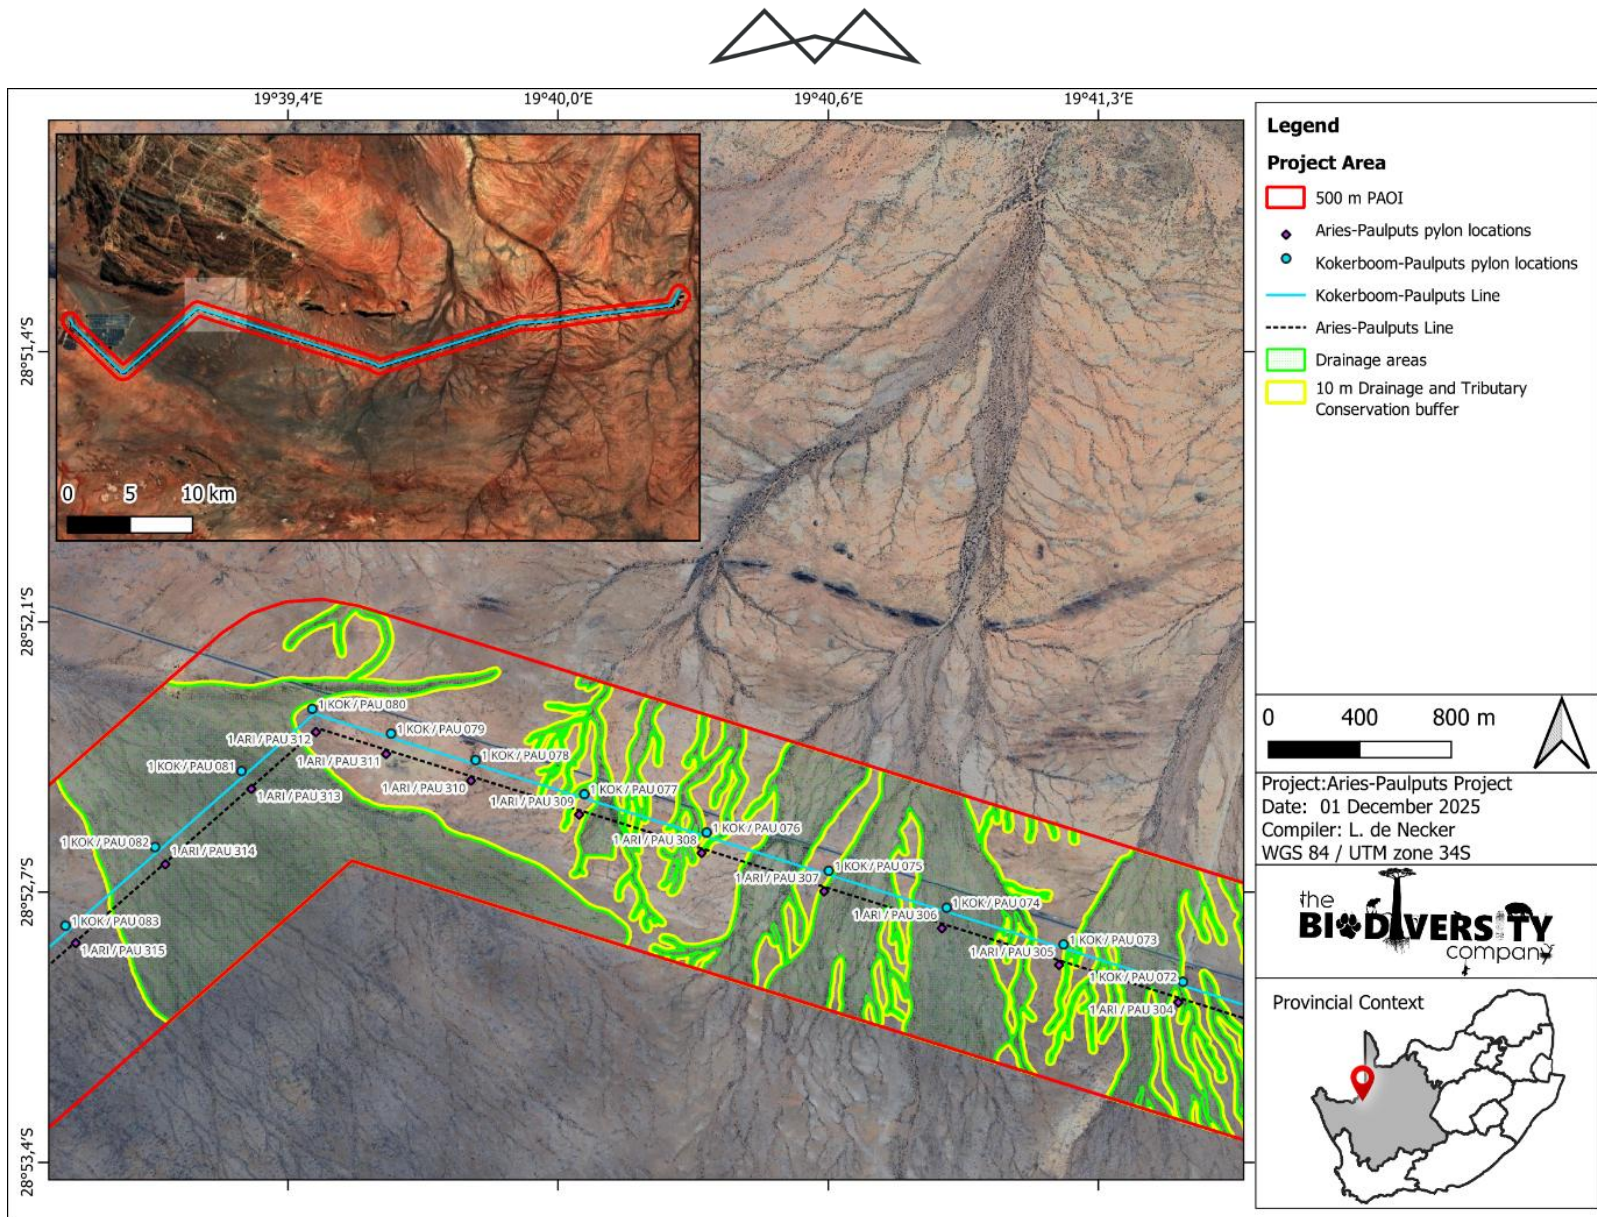 19°39,4'E
19°40,0'E
19°40,6'E
19°41,3'E
28°51,4'S
28°52,1'S
28°52,7'S
28°53,4'S
0 5 10 km
1 KOK / PAU 080
1 KOK / PAU 079
1 ARI / PAU 312
1 ARI / PAU 311
1 KOK / PAU 078
1 KOK / PAU 081
1 ARI / PAU 310
1 KOK / PAU 077
1 ARI / PAU 313
1 ARI / PAU 309
1 KOK / PAU 076
1 KOK / PAU 082
1 ARI / PAU 308
1 ARI / PAU 314
1 KOK / PAU 075
1 ARI / PAU 307
1 KOK / PAU 074
1 ARI / PAU 306
1 KOK / PAU 083
1 ARI / PAU 315
1 KOK / PAU 073
1 ARI / PAU 305
1 KOK / PAU 072
1 ARI / PAU 304
Legend
Project Area
500 m PAOI
Aries-Paulputs pylon locations
Kokerboom-Paulputs pylon locations
Kokerboom-Paulputs Line
Aries-Paulputs Line
Drainage areas
10 m Drainage and Tributary
Conservation buffer
0 400 800 m
Project:Aries-Paulputs Project
Date: 01 December 2025
Compiler: L. de Necker
WGS 84 / UTM zone 34S
the
BIODIVERSITY
company
Provincial Context